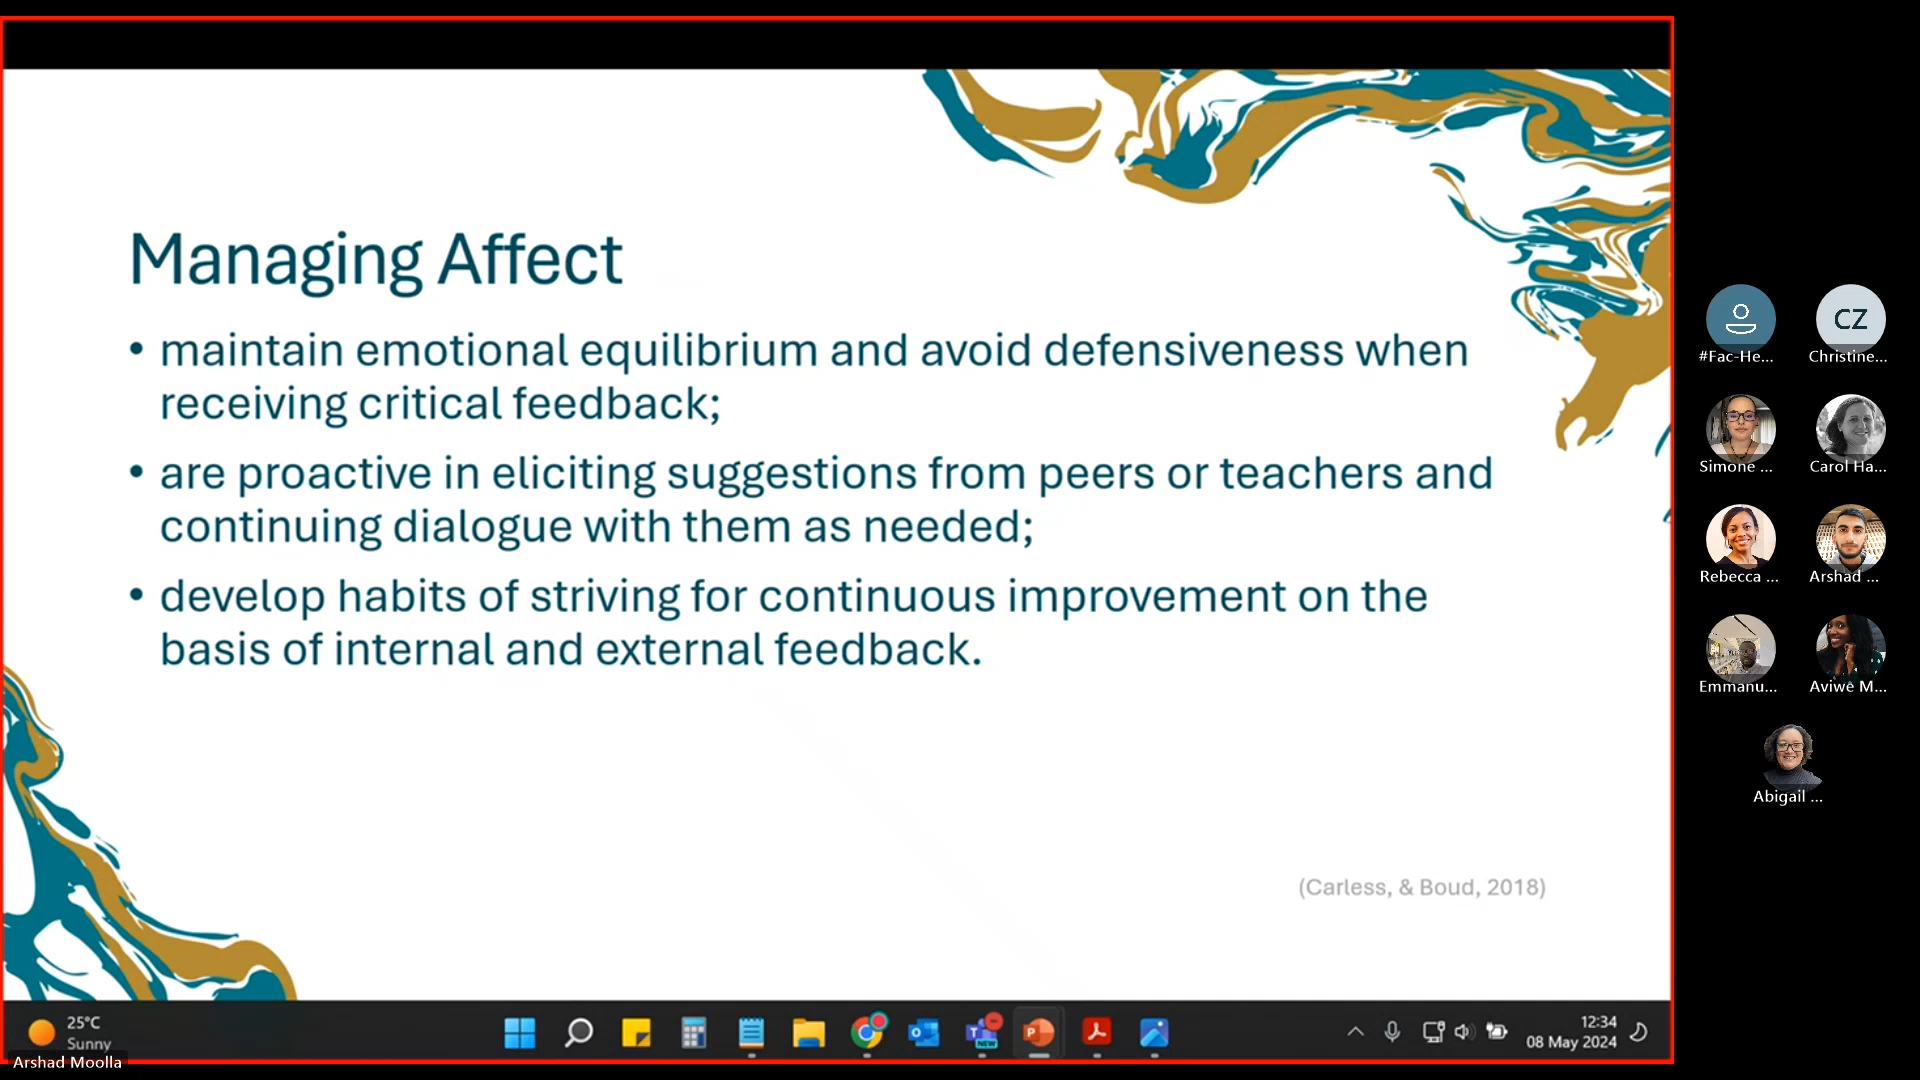 Managing Affect
• maintain emotional equilibrium and avoid defensiveness when
receiving critical feedback;
• are proactive in eliciting suggestions from peers or teachers and
continuing dialogue with them as needed;
• develop habits of striving for continuous improvement on the
basis of internal and external feedback.
(Carless, & Boud, 2018)
25°C
Sunny
12:34
08 May 2024
Arshad Moolla
CZ
#Fac-He...
Christine...
Simone ...
Carol Ha...
Rebecca ...
Arshad ...
Emmanu...
Aviwe M...
Abigail ...